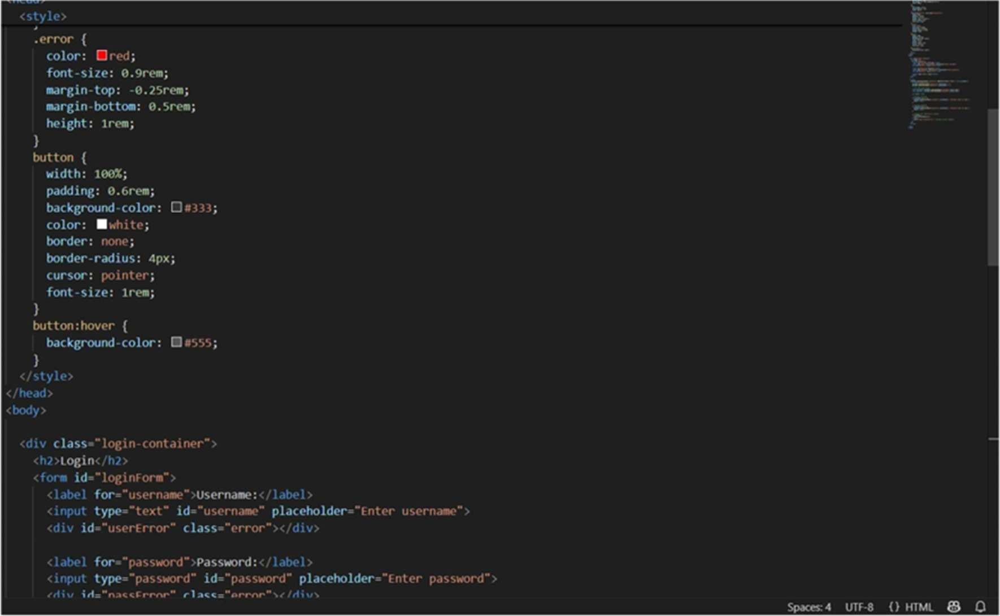 <head>
<style>
}
.error {
color: red;
font-size: 0.9rem;
margin-top: -0.25rem;
margin-bottom: 0.5rem;
height: 1rem;
}
button {
width: 100%;
padding: 0.6rem;
background-color: #333;
color: white;
border: none;
border-radius: 4px;
cursor: pointer;
font-size: 1rem;
}
button:hover {
background-color: #555;
}
</style>
</head>
<body>
<div class="login-container">
<h2>Login</h2>
<form id="loginForm">
<label for="username">Username:</label>
<input type="text" id="username" placeholder="Enter username">
<div id="userError" class="error"></div>
<label for="password">Password:</label>
<input type="password" id="password" placeholder="Enter password">
<div id="passError" class="error"></div>
Spaces: 4 UTF-8 {} HTML